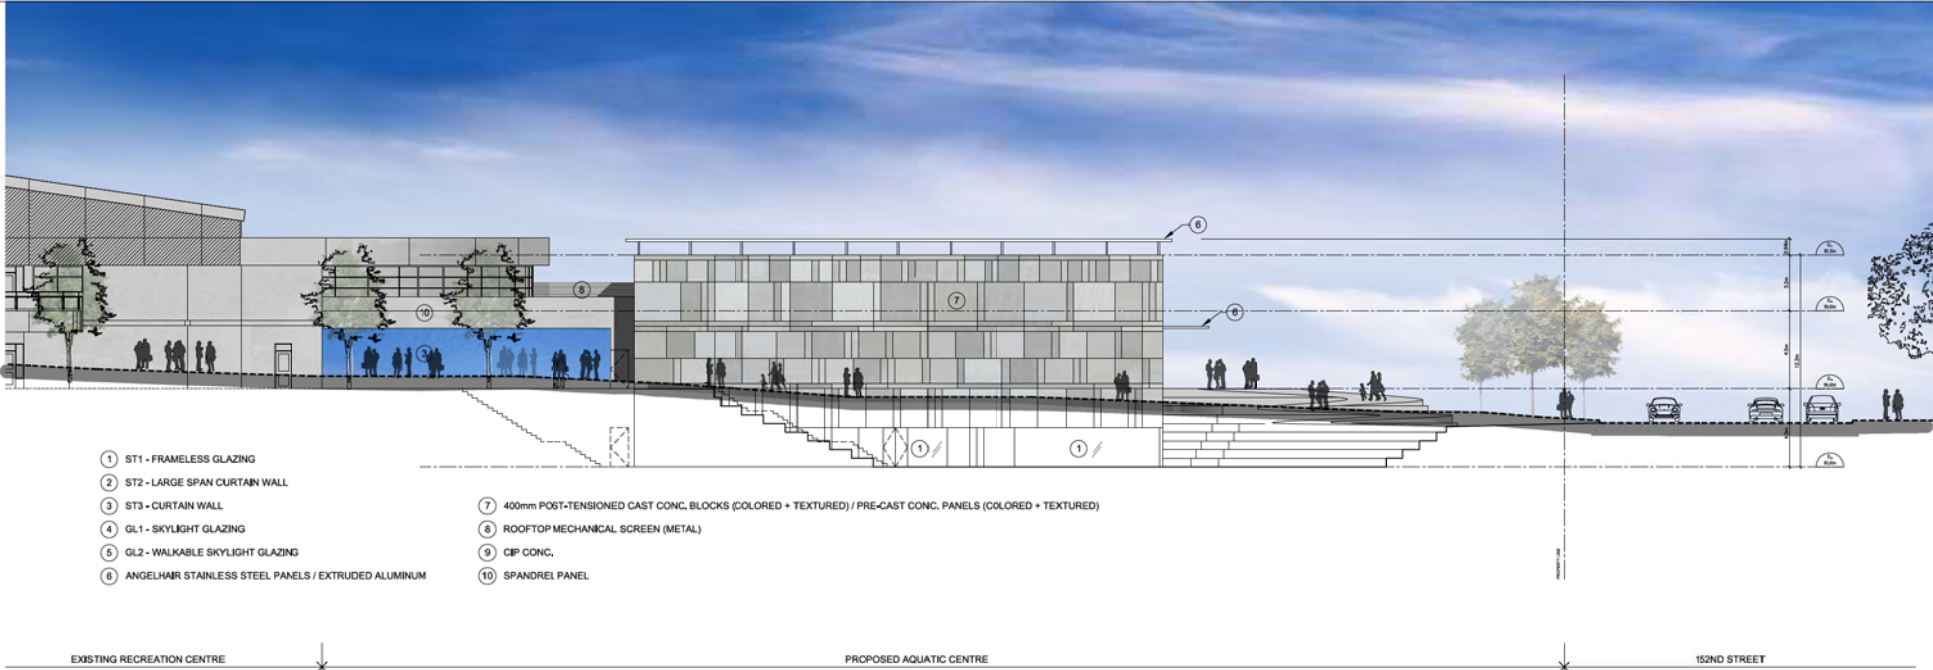 6
8
7
10
6
3
1
1
1 ST1 - FRAMELESS GLAZING
2 ST2 - LARGE SPAN CURTAIN WALL
3 ST3 - CURTAIN WALL
4 GL1 - SKYLIGHT GLAZING
5 GL2 - WALKABLE SKYLIGHT GLAZING
6 ANGELHAIR STAINLESS STEEL PANELS / EXTRUDED ALUMINUM
7 400mm POST-TENSIONED CAST CONC. BLOCKS (COLORED + TEXTURED) / PRE-CAST CONC. PANELS (COLORED + TEXTURED)
8 ROOFTOP MECHANICAL SCREEN (METAL)
9 CIP CONC.
10 SPANDREL PANEL
PROPERTY LINE
EXISTING RECREATION CENTRE
PROPOSED AQUATIC CENTRE
152ND STREET